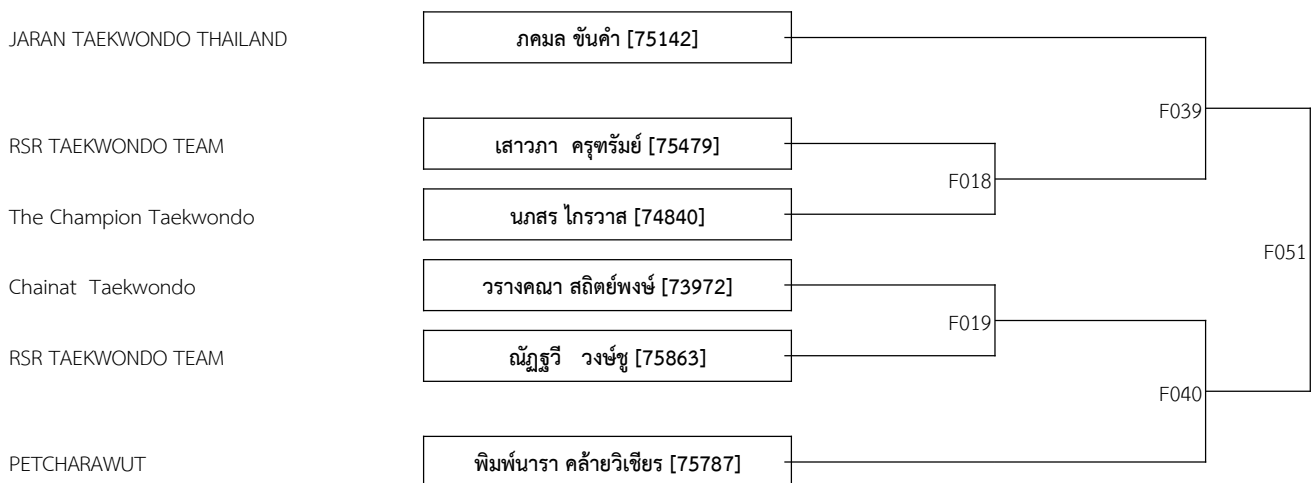 JARAN TAEKWONDO THAILAND ภคมล ขันคำ [75142]
F039
RSR TAEKWONDO TEAM เสาวภา ครุฑรัมย์ [75479]
F018
The Champion Taekwondo นภสร ไกรวาส [74840]
F051
Chainat Taekwondo วรางคณา สถิตย์พงษ์ [73972]
F019
RSR TAEKWONDO TEAM ณัฏฐวี วงษ์ชู [75863]
F040
PETCHARAWUT พิมพ์นารา คล้ายวิเชียร [75787]